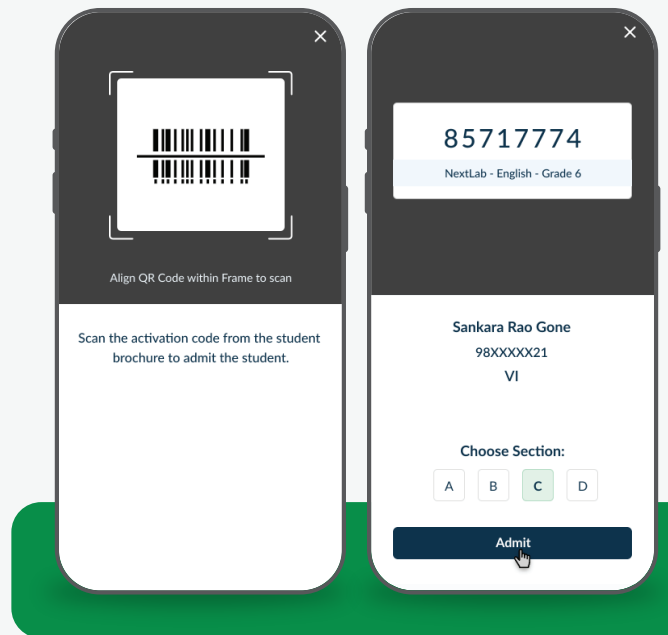 Align QR Code within Frame to scan
Scan the activation code from the student
brochure to admit the student.
85717774
NextLab - English - Grade 6
Sankara Rao Gone
98XXXXX21
VI
Choose Section:
A B C D
Admit